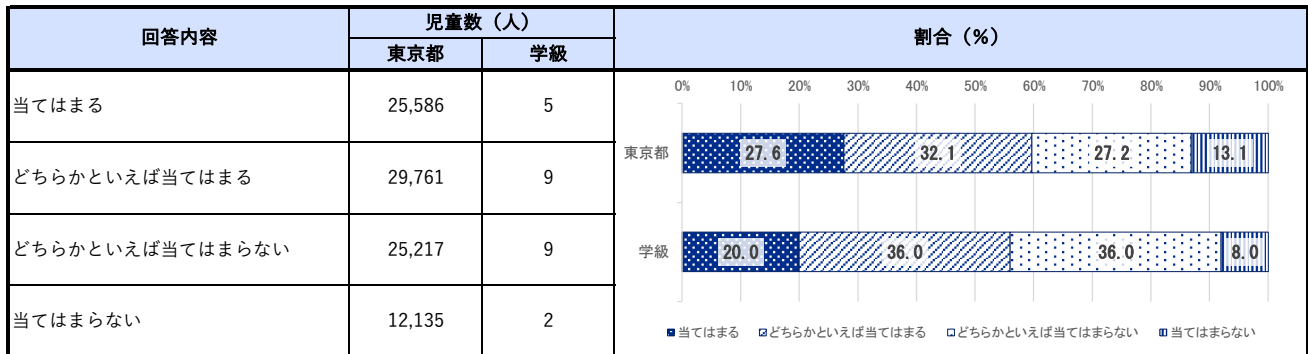 回答内容 児童数（人） 割合（%）
東京都 学級
当てはまる 25,586 5
どちらかといえば当てはまる 29,761 9
どちらかといえば当てはまらない 25,217 9
当てはまらない 12,135 2
0% 10% 20% 30% 40% 50% 60% 70% 80% 90% 100%
東京都 27.6 32.1 27.2 13.1
学級 20.0 36.0 36.0 8.0
当てはまる どちらかといえば当てはまる どちらかといえば当てはまらない 当てはまらない